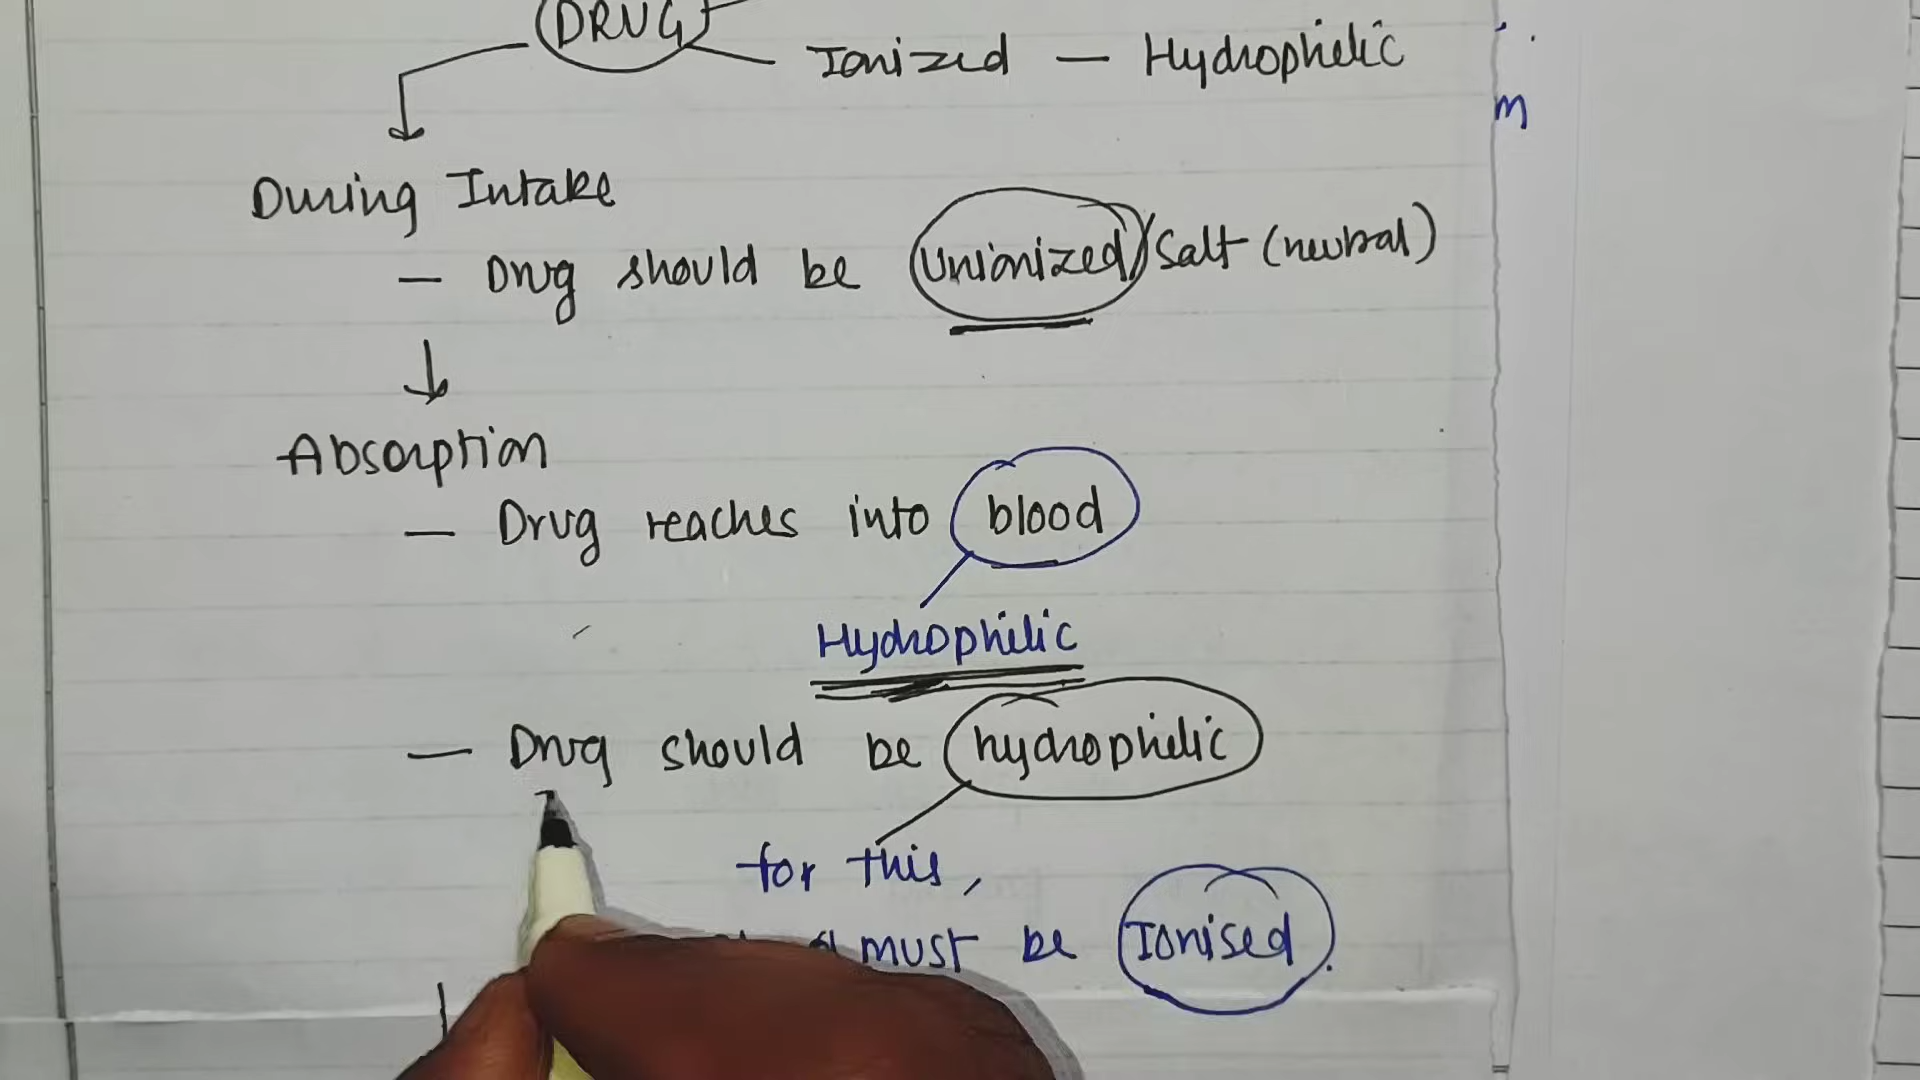 DRUG
Ionized — Hydrophilic
m
During Intake
— Drug should be Unionized/Salt (neutral)
Absorption
— Drug reaches into blood
Hydrophilic
— Drug should be hydrophilic
for this,
must be Ionised.